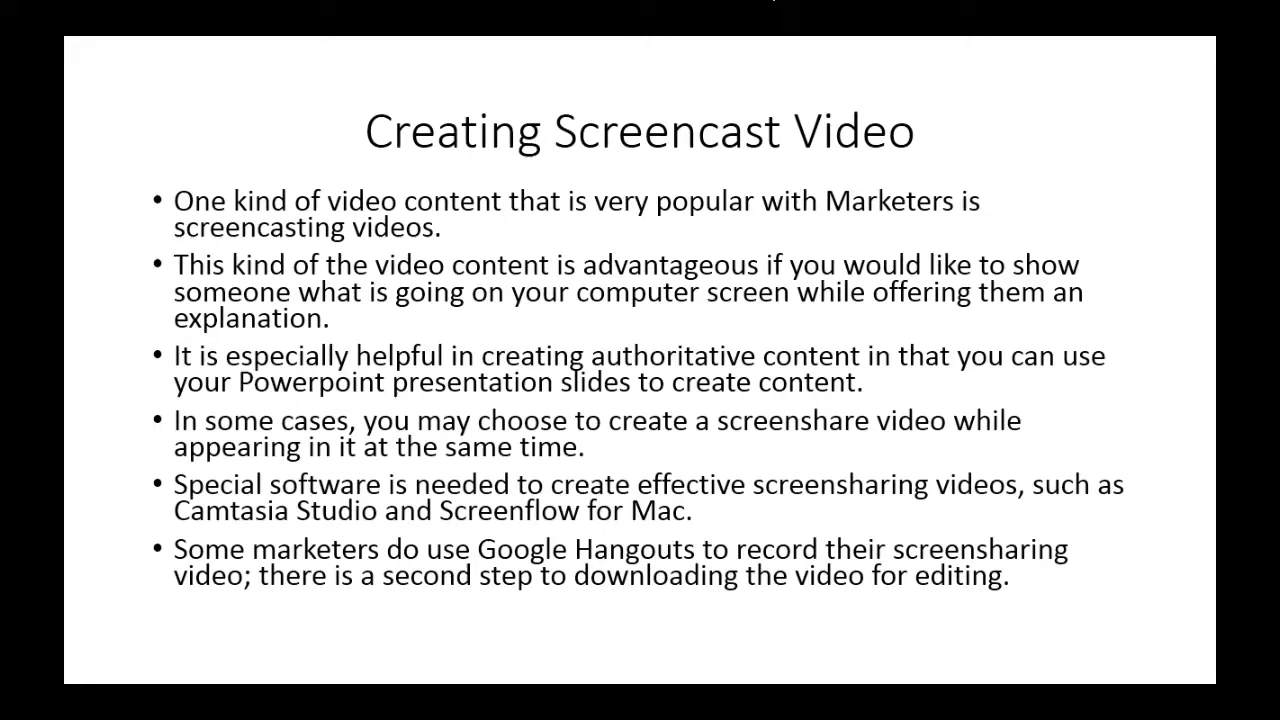 Creating Screencast Video
• One kind of video content that is very popular with Marketers is
screencasting videos.
• This kind of the video content is advantageous if you would like to show
someone what is going on your computer screen while offering them an
explanation.
• It is especially helpful in creating authoritative content in that you can use
your Powerpoint presentation slides to create content.
• In some cases, you may choose to create a screenshare video while
appearing in it at the same time.
• Special software is needed to create effective screensharing videos, such as
Camtasia Studio and Screenflow for Mac.
• Some marketers do use Google Hangouts to record their screensharing
video; there is a second step to downloading the video for editing.